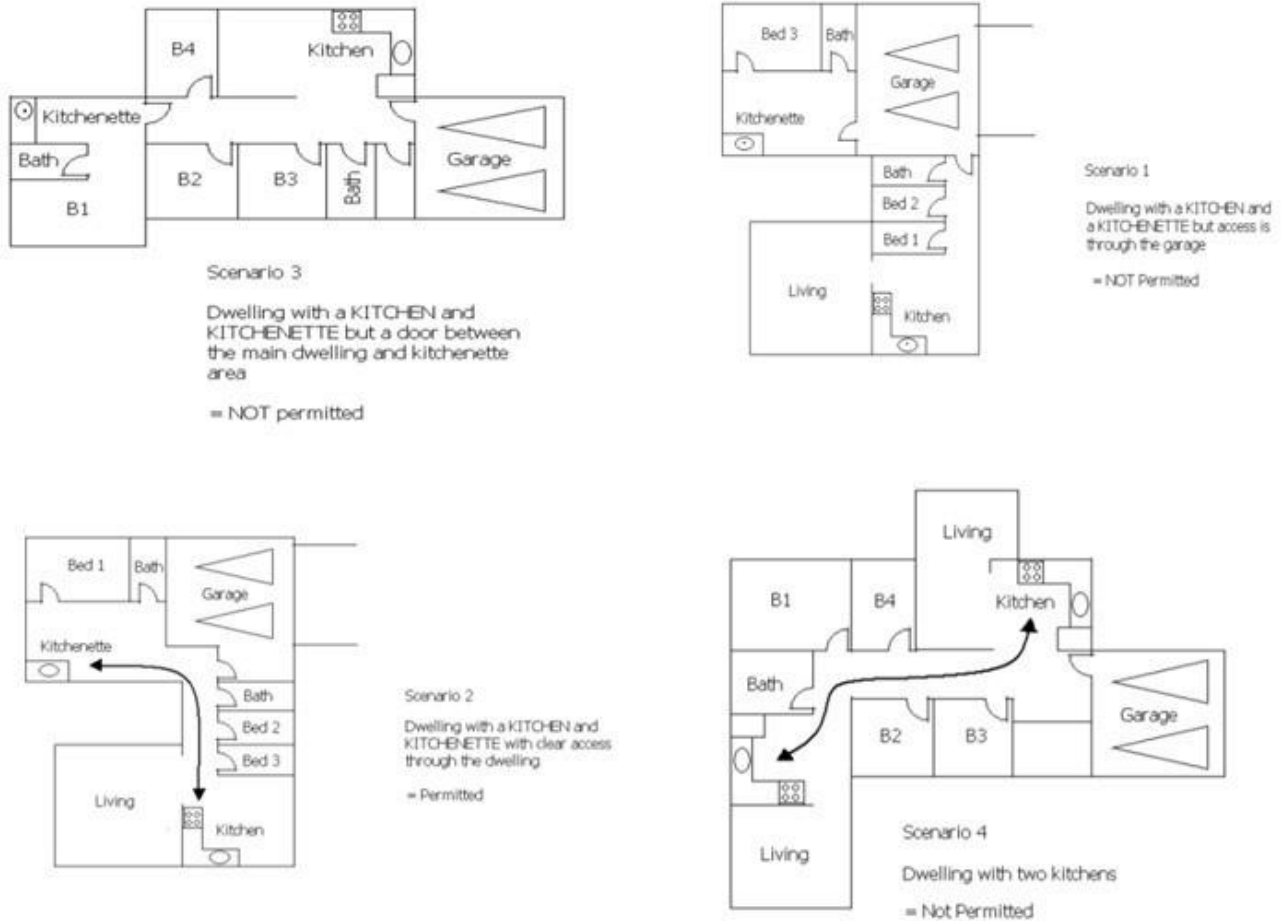 B4
Kitchen
Kitchenette
Bath
B1
B2
B3
Bath
Garage
Scenario 3
Dwelling with a KITCHEN and
KITCHENETTE but a door between
the main dwelling and kitchenette
area
= NOT permitted
Bed 3
Bath
Garage
Kitchenette
Bath
Bed 2
Bed 1
Living
Kitchen
Scenario 1
Dwelling with a KITCHEN and
a KITCHENETTE but access is
through the garage
= NOT Permitted
Bed 1
Bath
Garage
Kitchenette
Bath
Bed 2
Bed 3
Living
Kitchen
Scenario 2
Dwelling with a KITCHEN and
KITCHENETTE with clear access
through the dwelling
= Permitted
Living
B1
B4
Kitchen
Bath
B2
B3
Garage
Living
Scenario 4
Dwelling with two kitchens
= Not Permitted